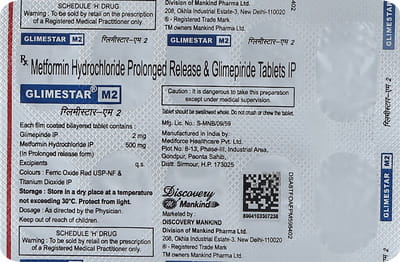 SCHEDULE 'H' DRUG
Warning : To be sold by retail on the prescription
of a Registered Medical Practitioner only.
GLIMESTAR M2
ग्लिमीस्टार-एम 2
Division of Mankind Pharma Ltd.
208, Okhla Industrial Estate-3, New Delhi-110020
® - Registered Trade Mark
TM owners Mankind Pharma Ltd.
Rx Metformin Hydrochloride Prolonged Release & Glimepiride Tablets IP
GLIMESTAR® M2
ग्लिमीस्टार-एम 2
Each film coated bilayered tablet contains :
Glimepiride IP 2 mg
Metformin Hydrochloride IP 500 mg
(In Prolonged release form)
Excipients q.s.
Colours : Ferric Oxide Red USP-NF &
Titanium Dioxide IP
Storage : Store in a dry place at a temperature
not exceeding 30°C. Protect from light.
Dosage : As directed by the Physician.
Keep out of reach of children.
SCHEDULE 'H' DRUG
Warning : To be sold by retail on the prescription
of a Registered Medical Practitioner only.
Caution : It is dangerous to take this preparation
except under medical supervision.
Tablet should be swallowed whole. Do not crush or chew the tablet.
Mfg. Lic. No.: S-MNB/09/59
Manufactured in India by:
Mediforce Healthcare Pvt. Ltd.
Plot No: 6-13, Phase-III, Industrial Area,
Gondpur, Paonta Sahib,
Distt. Sirmour, H.P. 173025
Discovery
Mankind
Marketed by :
DISCOVERY MANKIND
Division of Mankind Pharma Ltd.
208, Okhla Industrial Estate-3, New Delhi-110020
® - Registered Trade Mark
TM owners Mankind Pharma Ltd.
8904103367238
GLIMESTAR M2
ग्लिमीस्टार-एम 2
GLIMESTAR M2